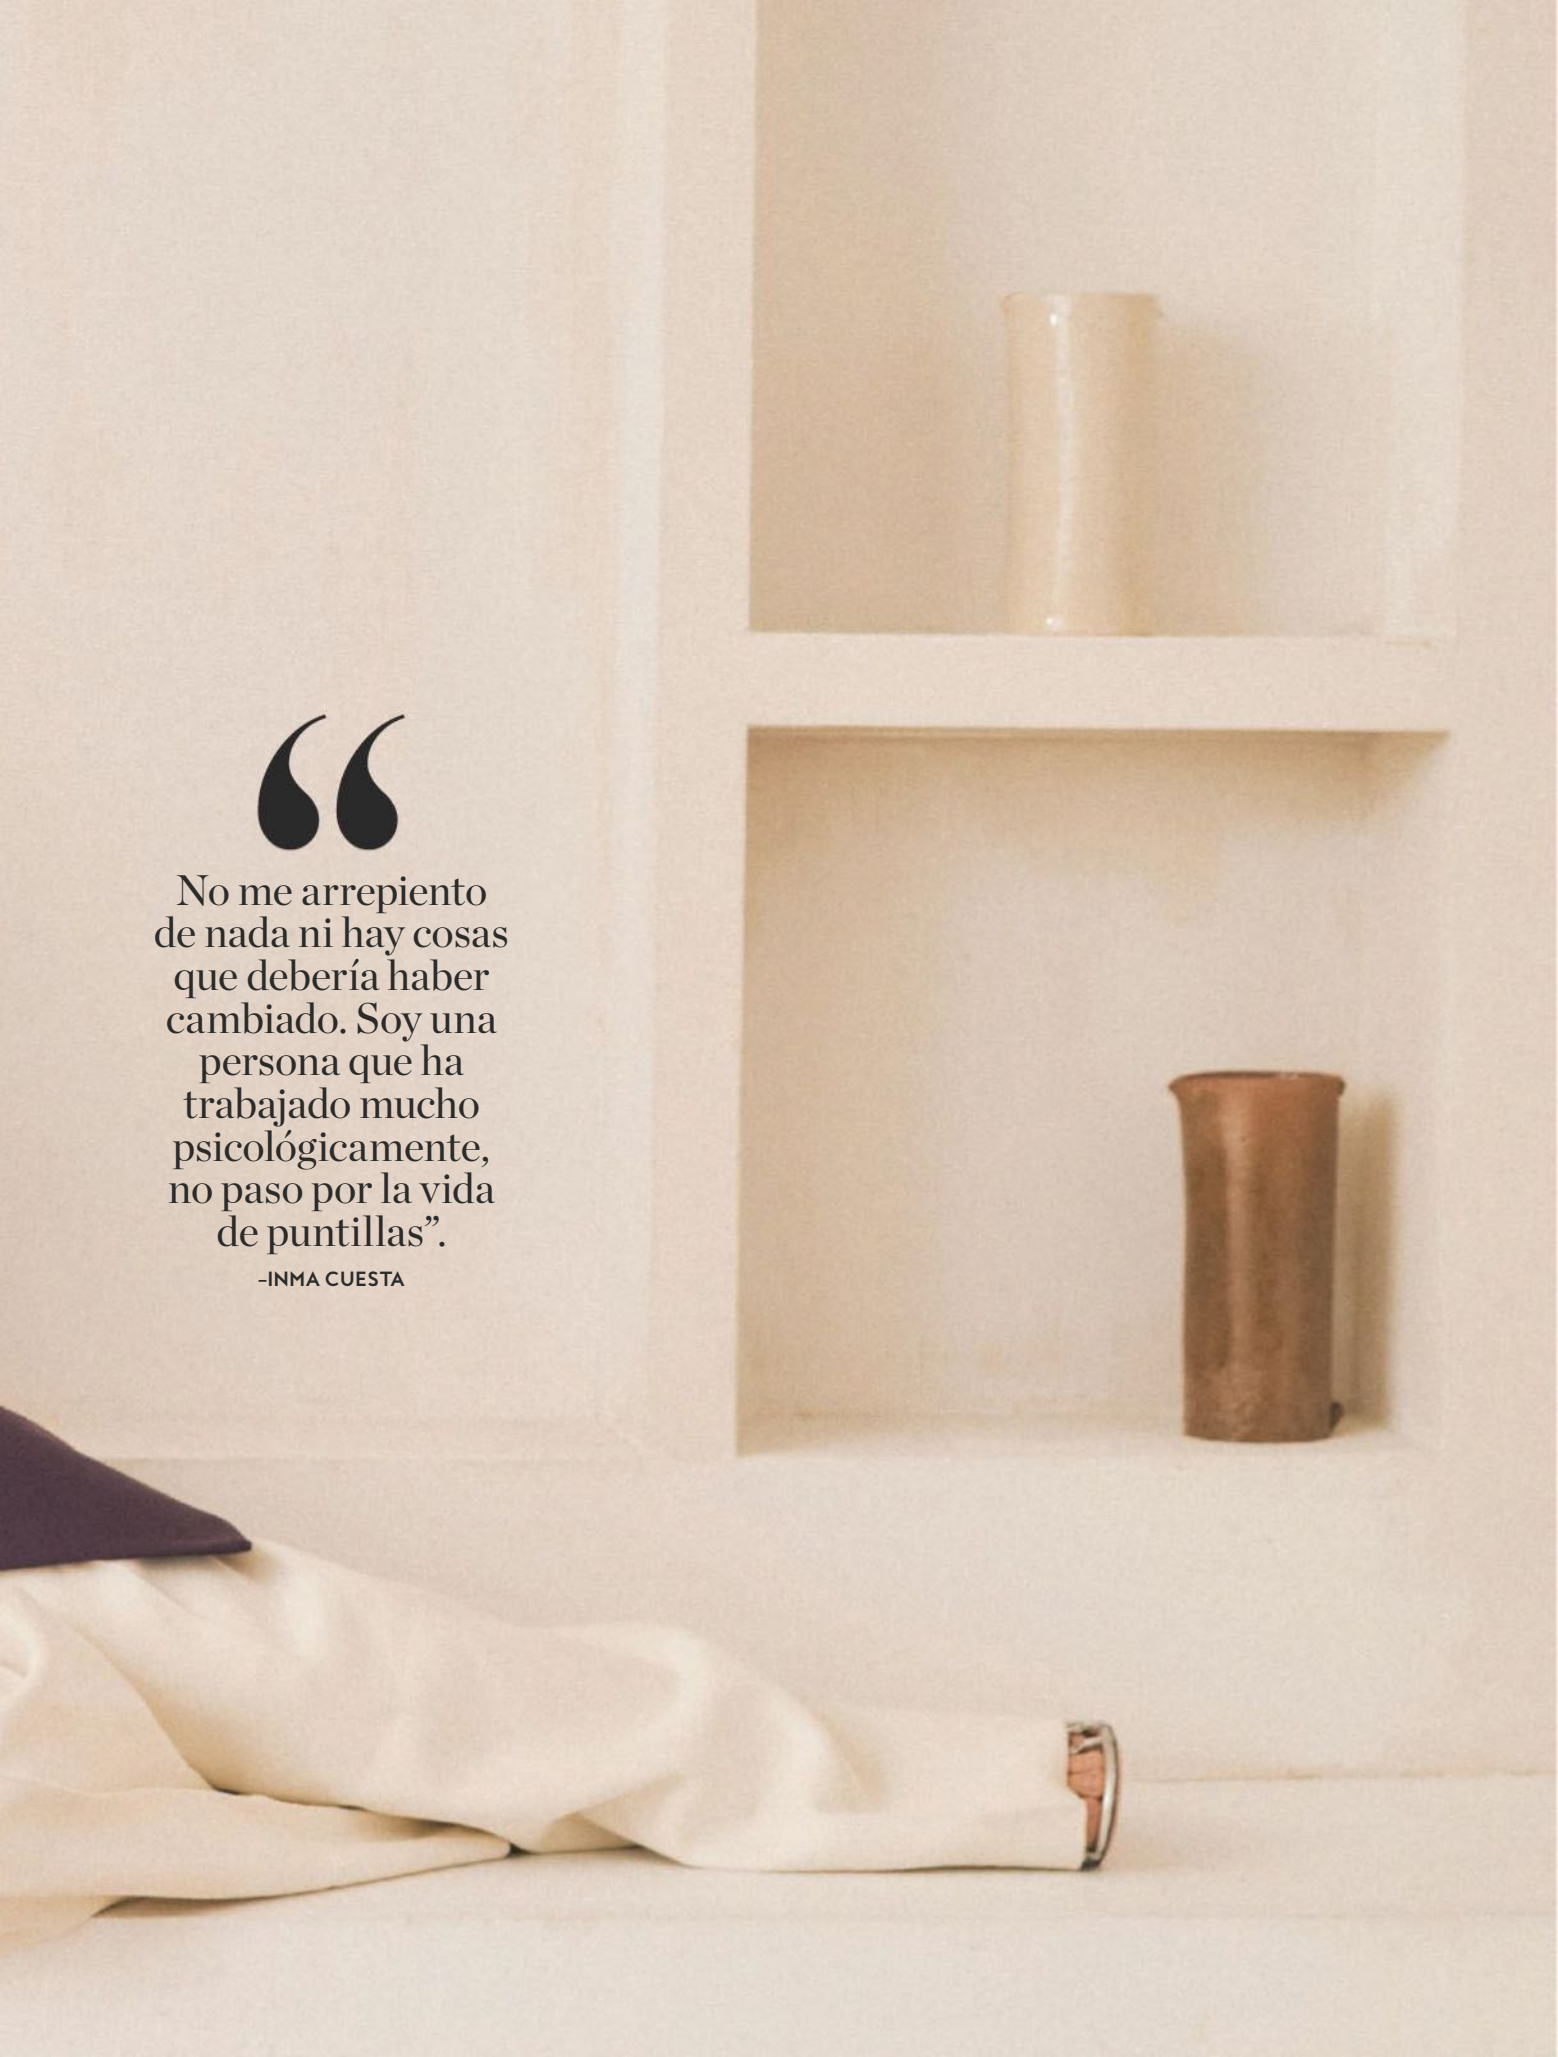 “
No me arrepiento
de nada ni hay cosas
que debería haber
cambiado. Soy una
persona que ha
trabajado mucho
psicológicamente,
no paso por la vida
de puntillas”.
–INMA CUESTA